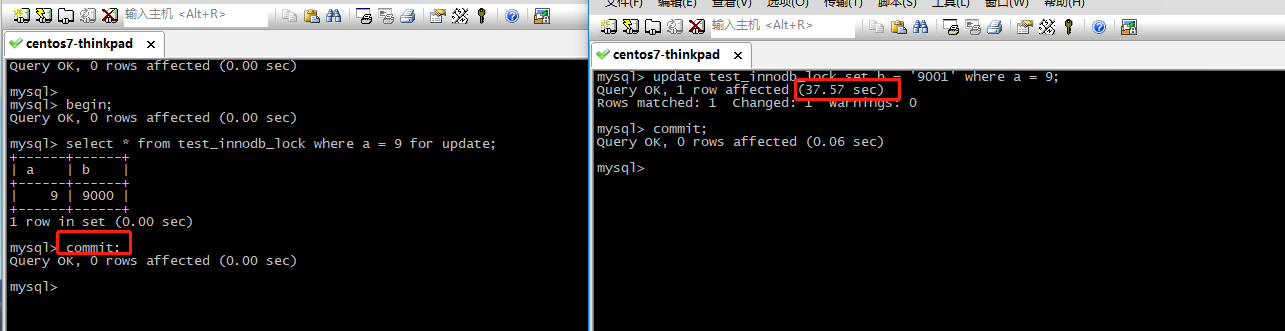 输入主机 <Alt+R>
centos7-thinkpad
Query OK, 0 rows affected (0.00 sec)
mysql>
mysql> begin;
Query OK, 0 rows affected (0.00 sec)
mysql> select * from test_innodb_lock where a = 9 for update;
+------+------+
| a    | b    |
+------+------+
|    9 | 9000 |
+------+------+
1 row in set (0.00 sec)
mysql> commit;
Query OK, 0 rows affected (0.00 sec)
mysql>
文件(F) 编辑(E) 查看(V) 选项(O) 传输(T) 脚本(S) 工具(L) 窗口(W) 帮助(H)
输入主机 <Alt+R>
centos7-thinkpad
mysql> update test_innodb_lock set b = '9001' where a = 9;
Query OK, 1 row affected (37.57 sec)
Rows matched: 1  Changed: 1  Warnings: 0
mysql> commit;
Query OK, 0 rows affected (0.06 sec)
mysql>